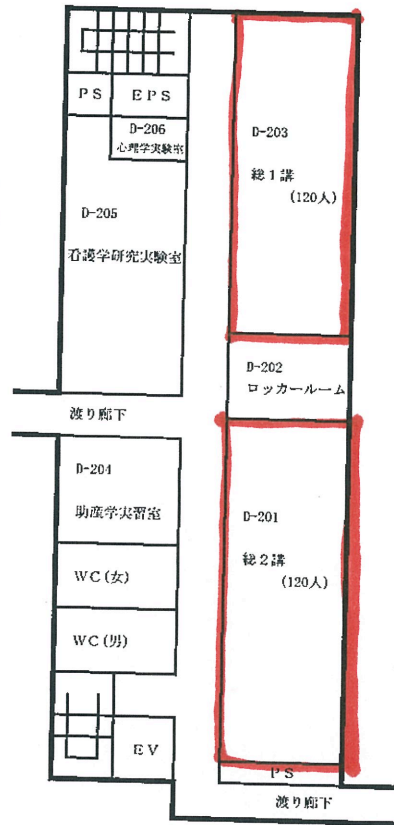 PS
EPS
D-206
心理学実験室
D-203
総1講
(120人)
D-205
看護学研究実験室
D-202
ロッカールーム
渡り廊下
D-204
助産学実習室
D-201
総2講
(120人)
WC(女)
WC(男)
EV
PS
渡り廊下